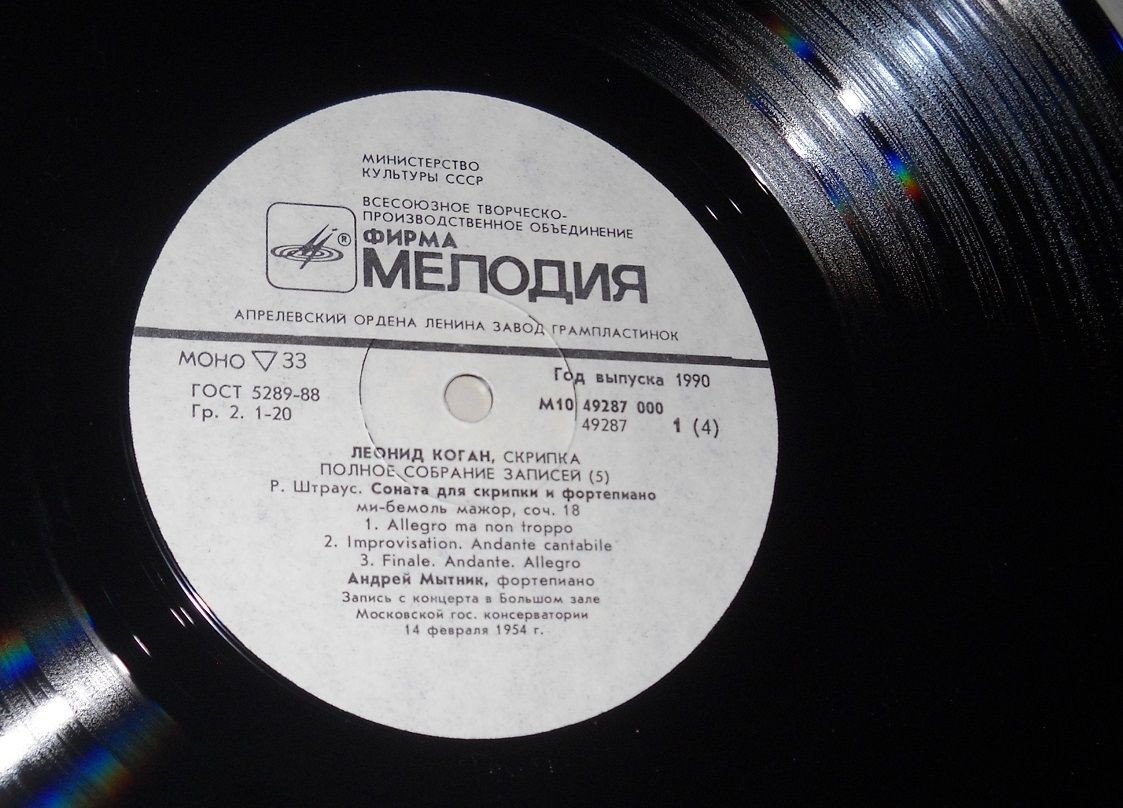 МИНИСТЕРСТВО
КУЛЬТУРЫ СССР
ВСЕСОЮЗНОЕ ТВОРЧЕСКО-
ПРОИЗВОДСТВЕННОЕ ОБЪЕДИНЕНИЕ
ФИРМА
®
МЕЛОДИЯ
АПРЕЛЕВСКИЙ ОРДЕНА ЛЕНИНА ЗАВОД ГРАМПЛАСТИНОК
МОНО ▽ 33
Год выпуска 1990
ГОСТ 5289-88
М10 49287 000
Гр. 2. 1-20
49287 1 (4)
ЛЕОНИД КОГАН, СКРИПКА
ПОЛНОЕ СОБРАНИЕ ЗАПИСЕЙ (5)
Р. Штраус. Соната для скрипки и фортепиано
ми-бемоль мажор, соч. 18
1. Allegro ma non troppo
2. Improvisation. Andante cantabile
3. Finale. Andante. Allegro
Андрей Мытник, фортепиано
Запись с концерта в Большом зале
Московской гос. консерватории
14 февраля 1954 г.